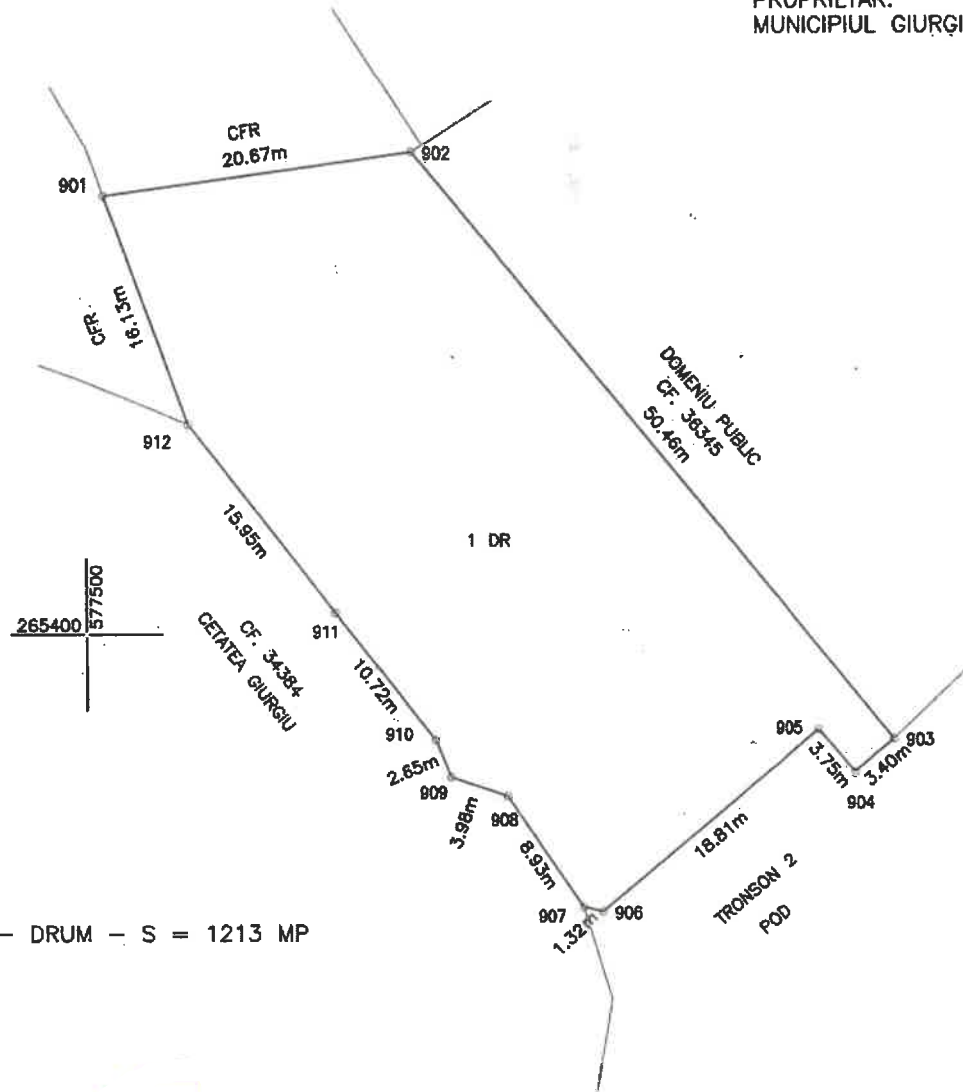 PROPRIETAR:
MUNICIPIUL GIURGI
CFR
20.67m
901
902
CFR
16.13m
912
DOMENIU PUBLIC
CF. 36345
50.46m
15.95m
1 DR
265400
577500
911
CF. 34384
CETATEA GIURGIU
10.72m
910
2.65m
909
3.98m
908
905
903
3.75m
3.40m
904
18.81m
8.93m
907
906
1.32m
TRONSON 2
POD
- DRUM - S = 1213 MP